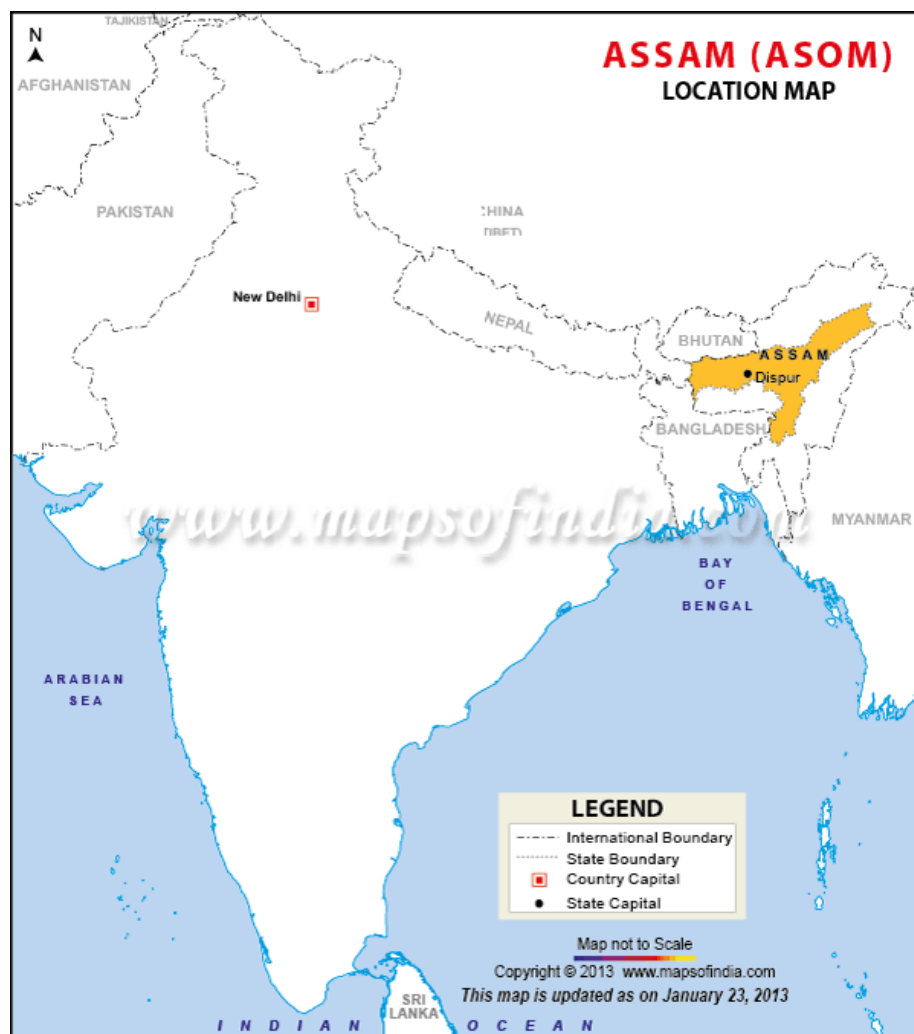 TAJIKISTAN
N
ASSAM (ASOM)
LOCATION MAP
AFGHANISTAN
PAKISTAN
CHINA
(TIBET)
New Delhi
NEPAL
BHUTAN
ASSAM
Dispur
BANGLADESH
www.mapsofindia.com
MYANMAR
BAY
OF
BENGAL
ARABIAN
SEA
LEGEND
International Boundary
State Boundary
Country Capital
State Capital
Map not to Scale
Copyright © 2013 www.mapsofindia.com
This map is updated as on January 23, 2013
SRI
LANKA
INDIAN OCEAN